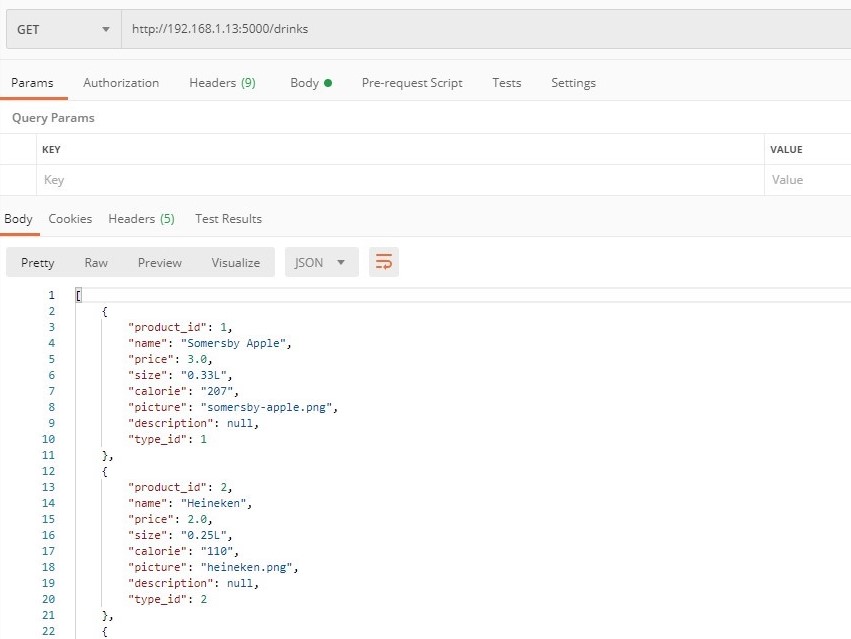 GET http://192.168.1.13:5000/drinks
Params Authorization Headers (9) Body Pre-request Script Tests Settings
Query Params
KEY VALUE
Key Value
Body Cookies Headers (5) Test Results
Pretty Raw Preview Visualize JSON
1 [
2 {
3 "product_id": 1,
4 "name": "Somersby Apple",
5 "price": 3.0,
6 "size": "0.33L",
7 "calorie": "207",
8 "picture": "somersby-apple.png",
9 "description": null,
10 "type_id": 1
11 },
12 {
13 "product_id": 2,
14 "name": "Heineken",
15 "price": 2.0,
16 "size": "0.25L",
17 "calorie": "110",
18 "picture": "heineken.png",
19 "description": null,
20 "type_id": 2
21 },
22 {